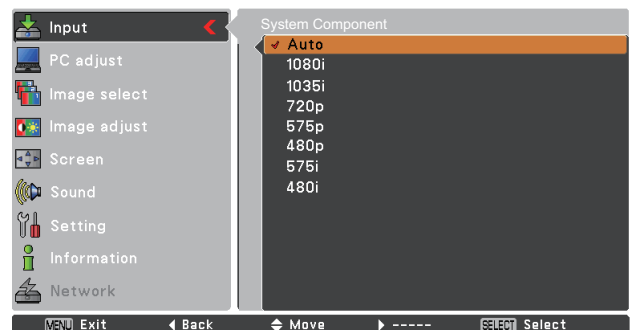 Input
PC adjust
Image select
Image adjust
Screen
Sound
Setting
Information
Network
System Component
Auto
1080i
1035i
720p
575p
480p
575i
480i
MENU Exit Back Move ----- SELECT Select